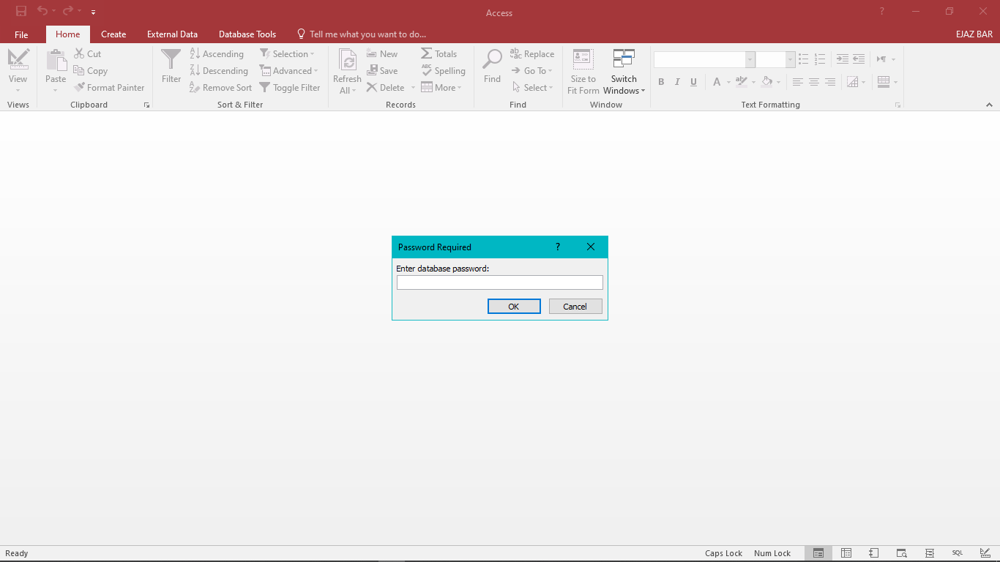 Access
File Home Create External Data Database Tools Tell me what you want to do... EJAZ BAR
View
Paste
Cut
Copy
Format Painter
Filter
Ascending
Descending
Remove Sort
Selection
Advanced
Toggle Filter
Refresh
All
New
Save
Delete
Totals
Spelling
More
Find
Replace
Go To
Select
Size to
Fit Form
Switch
Windows
B I U A ab
Views Clipboard Sort & Filter Records Find Window Text Formatting
Password Required ?
Enter database password:
OK Cancel
Ready Caps Lock Num Lock SQL